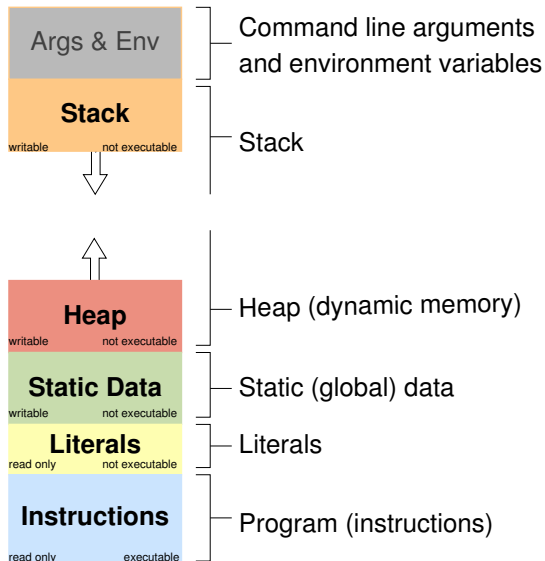 Args & Env
Command line arguments
and environment variables
Stack
writable not executable
Stack
Heap
writable not executable
Heap (dynamic memory)
Static Data
writable not executable
Static (global) data
Literals
read only not executable
Literals
Instructions
read only executable
Program (instructions)